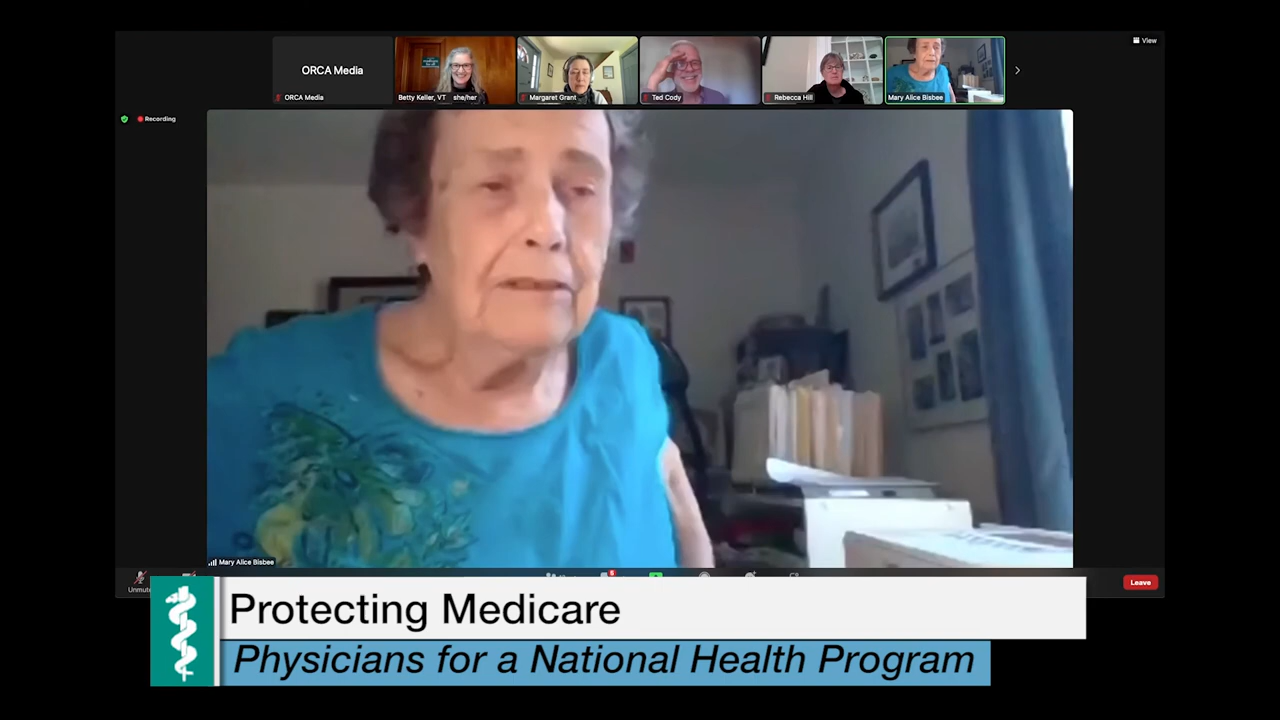 View
ORCA Media
ORCA Media
Betty Keller, VT she/her
Margaret Grant
Ted Cody
Rebecca Hill
Mary Alice Bisbee
Recording
Mary Alice Bisbee
Unmute
Leave
Protecting Medicare
Physicians for a National Health Program